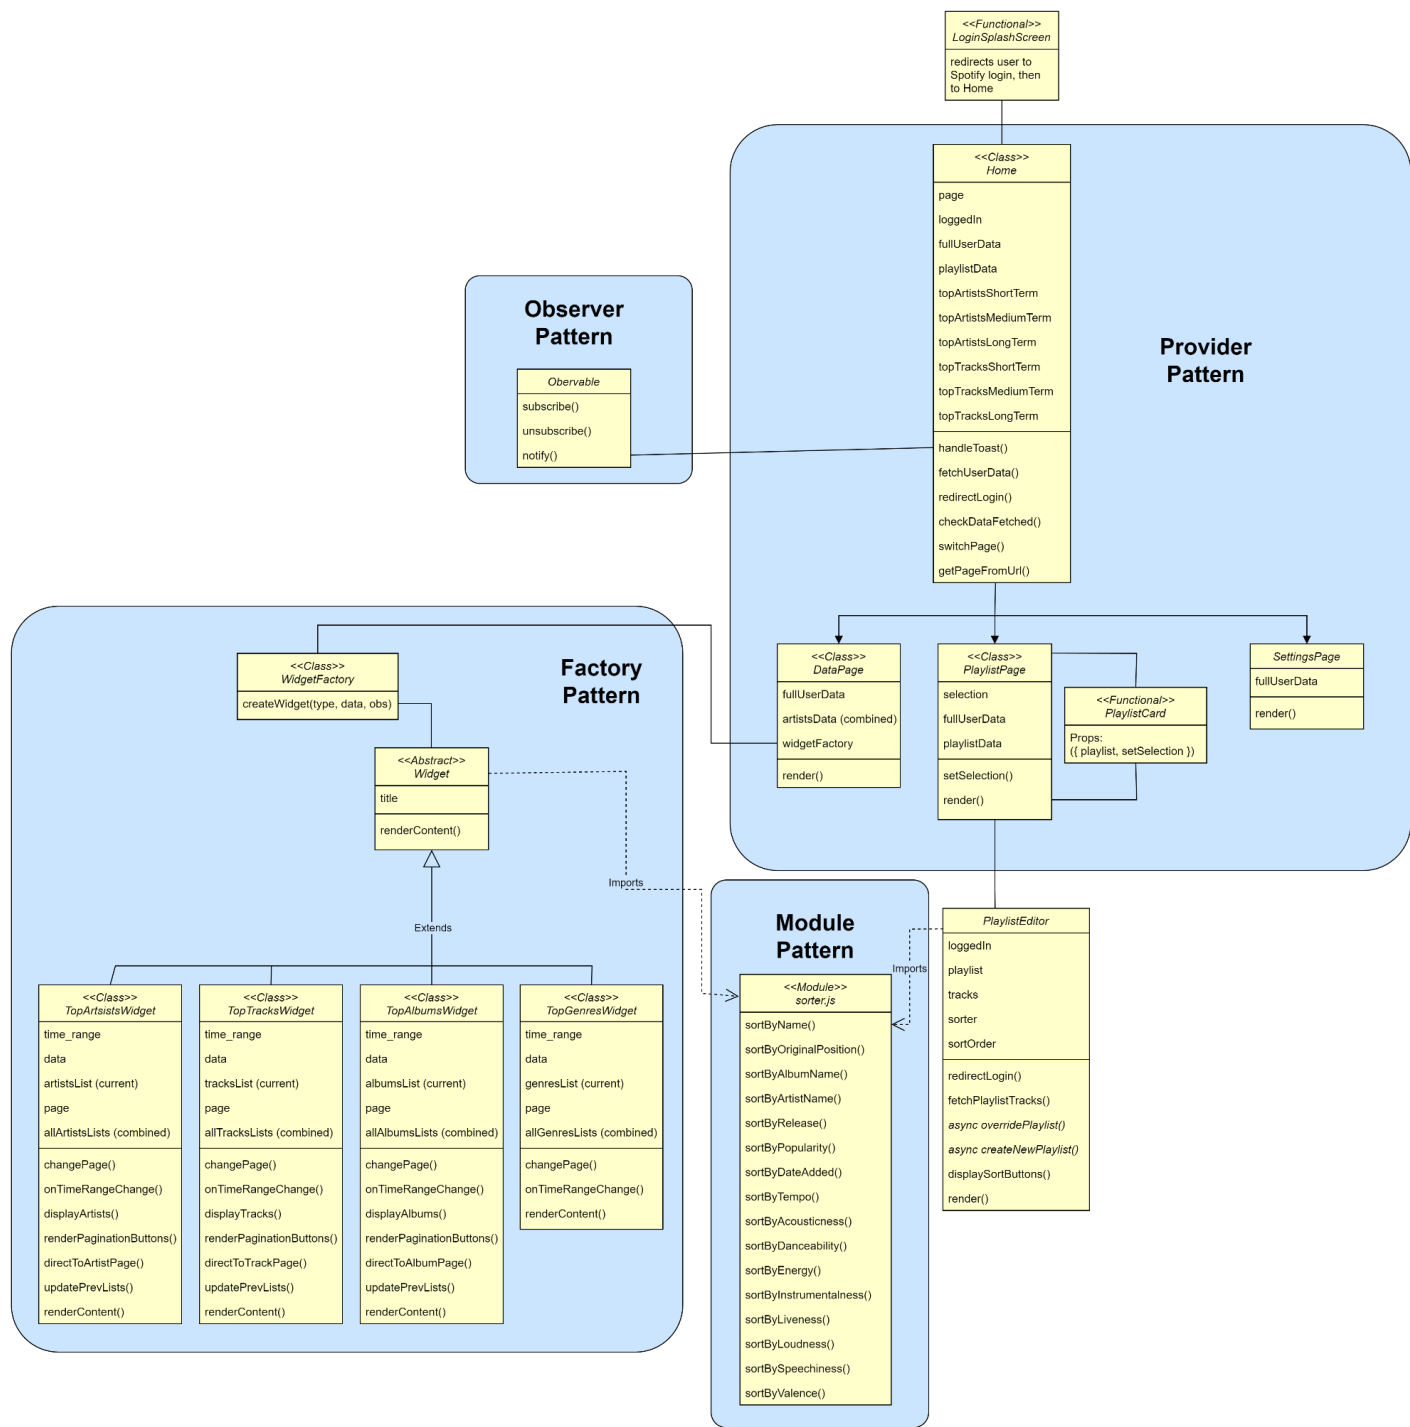 <<Functional>>
LoginSplashScreen
redirects user to
Spotify login, then
to Home
<<Class>>
Home
page
loggedIn
fullUserData
playlistData
topArtistsShortTerm
topArtistsMediumTerm
topArtistsLongTerm
topTracksShortTerm
topTracksMediumTerm
topTracksLongTerm
handleToast()
fetchUserData()
redirectLogin()
checkDataFetched()
switchPage()
getPageFromUrl()
Provider
Pattern
Observer
Pattern
Obervable
subscribe()
unsubscribe()
notify()
<<Class>>
DataPage
fullUserData
artistsData (combined)
widgetFactory
render()
<<Class>>
PlaylistPage
selection
fullUserData
playlistData
setSelection()
render()
<<Functional>>
PlaylistCard
Props:
({ playlist, setSelection })
SettingsPage
fullUserData
render()
Factory
Pattern
<<Class>>
WidgetFactory
createWidget(type, data, obs)
<<Abstract>>
Widget
title
renderContent()
Imports
Extends
<<Class>>
TopArtsistsWidget
time_range
data
artistsList (current)
page
allArtistsLists (combined)
changePage()
onTimeRangeChange()
displayArtists()
renderPaginationButtons()
directToArtistPage()
updatePrevLists()
renderContent()
<<Class>>
TopTracksWidget
time_range
data
tracksList (current)
page
allTracksLists (combined)
changePage()
onTimeRangeChange()
displayTracks()
renderPaginationButtons()
directToTrackPage()
updatePrevLists()
renderContent()
<<Class>>
TopAlbumsWidget
time_range
data
albumsList (current)
page
allAlbumsLists (combined)
changePage()
onTimeRangeChange()
displayAlbums()
renderPaginationButtons()
directToAlbumPage()
updatePrevLists()
renderContent()
<<Class>>
TopGenresWidget
time_range
data
genresList (current)
page
allGenresLists (combined)
changePage()
onTimeRangeChange()
renderContent()
Module
Pattern
<<Module>>
sorter.js
sortByName()
sortByOriginalPosition()
sortByAlbumName()
sortByArtistName()
sortByRelease()
sortByPopularity()
sortByDateAdded()
sortByTempo()
sortByAcousticness()
sortByDanceability()
sortByEnergy()
sortByInstrumentalness()
sortByLiveness()
sortByLoudness()
sortBySpeechiness()
sortByValence()
Imports
PlaylistEditor
loggedIn
playlist
tracks
sorter
sortOrder
redirectLogin()
fetchPlaylistTracks()
async overridePlaylist()
async createNewPlaylist()
displaySortButtons()
render()